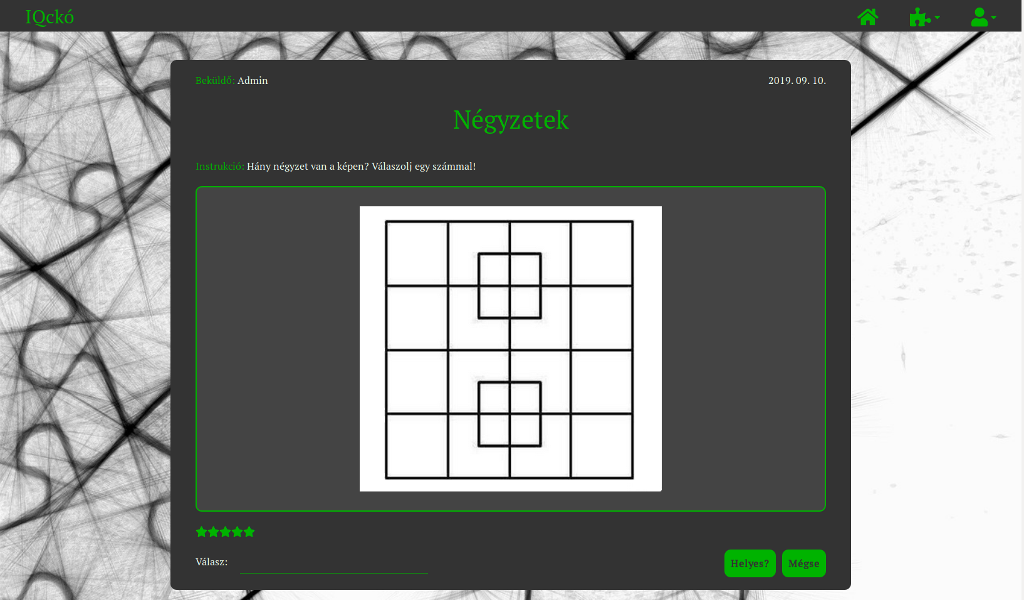 IQckó
Beküldő: Admin
2019. 09. 10.
Négyzetek
Instrukció: Hány négyzet van a képen? Válaszolj egy számmal!
Válasz:
Helyes?
Mégse